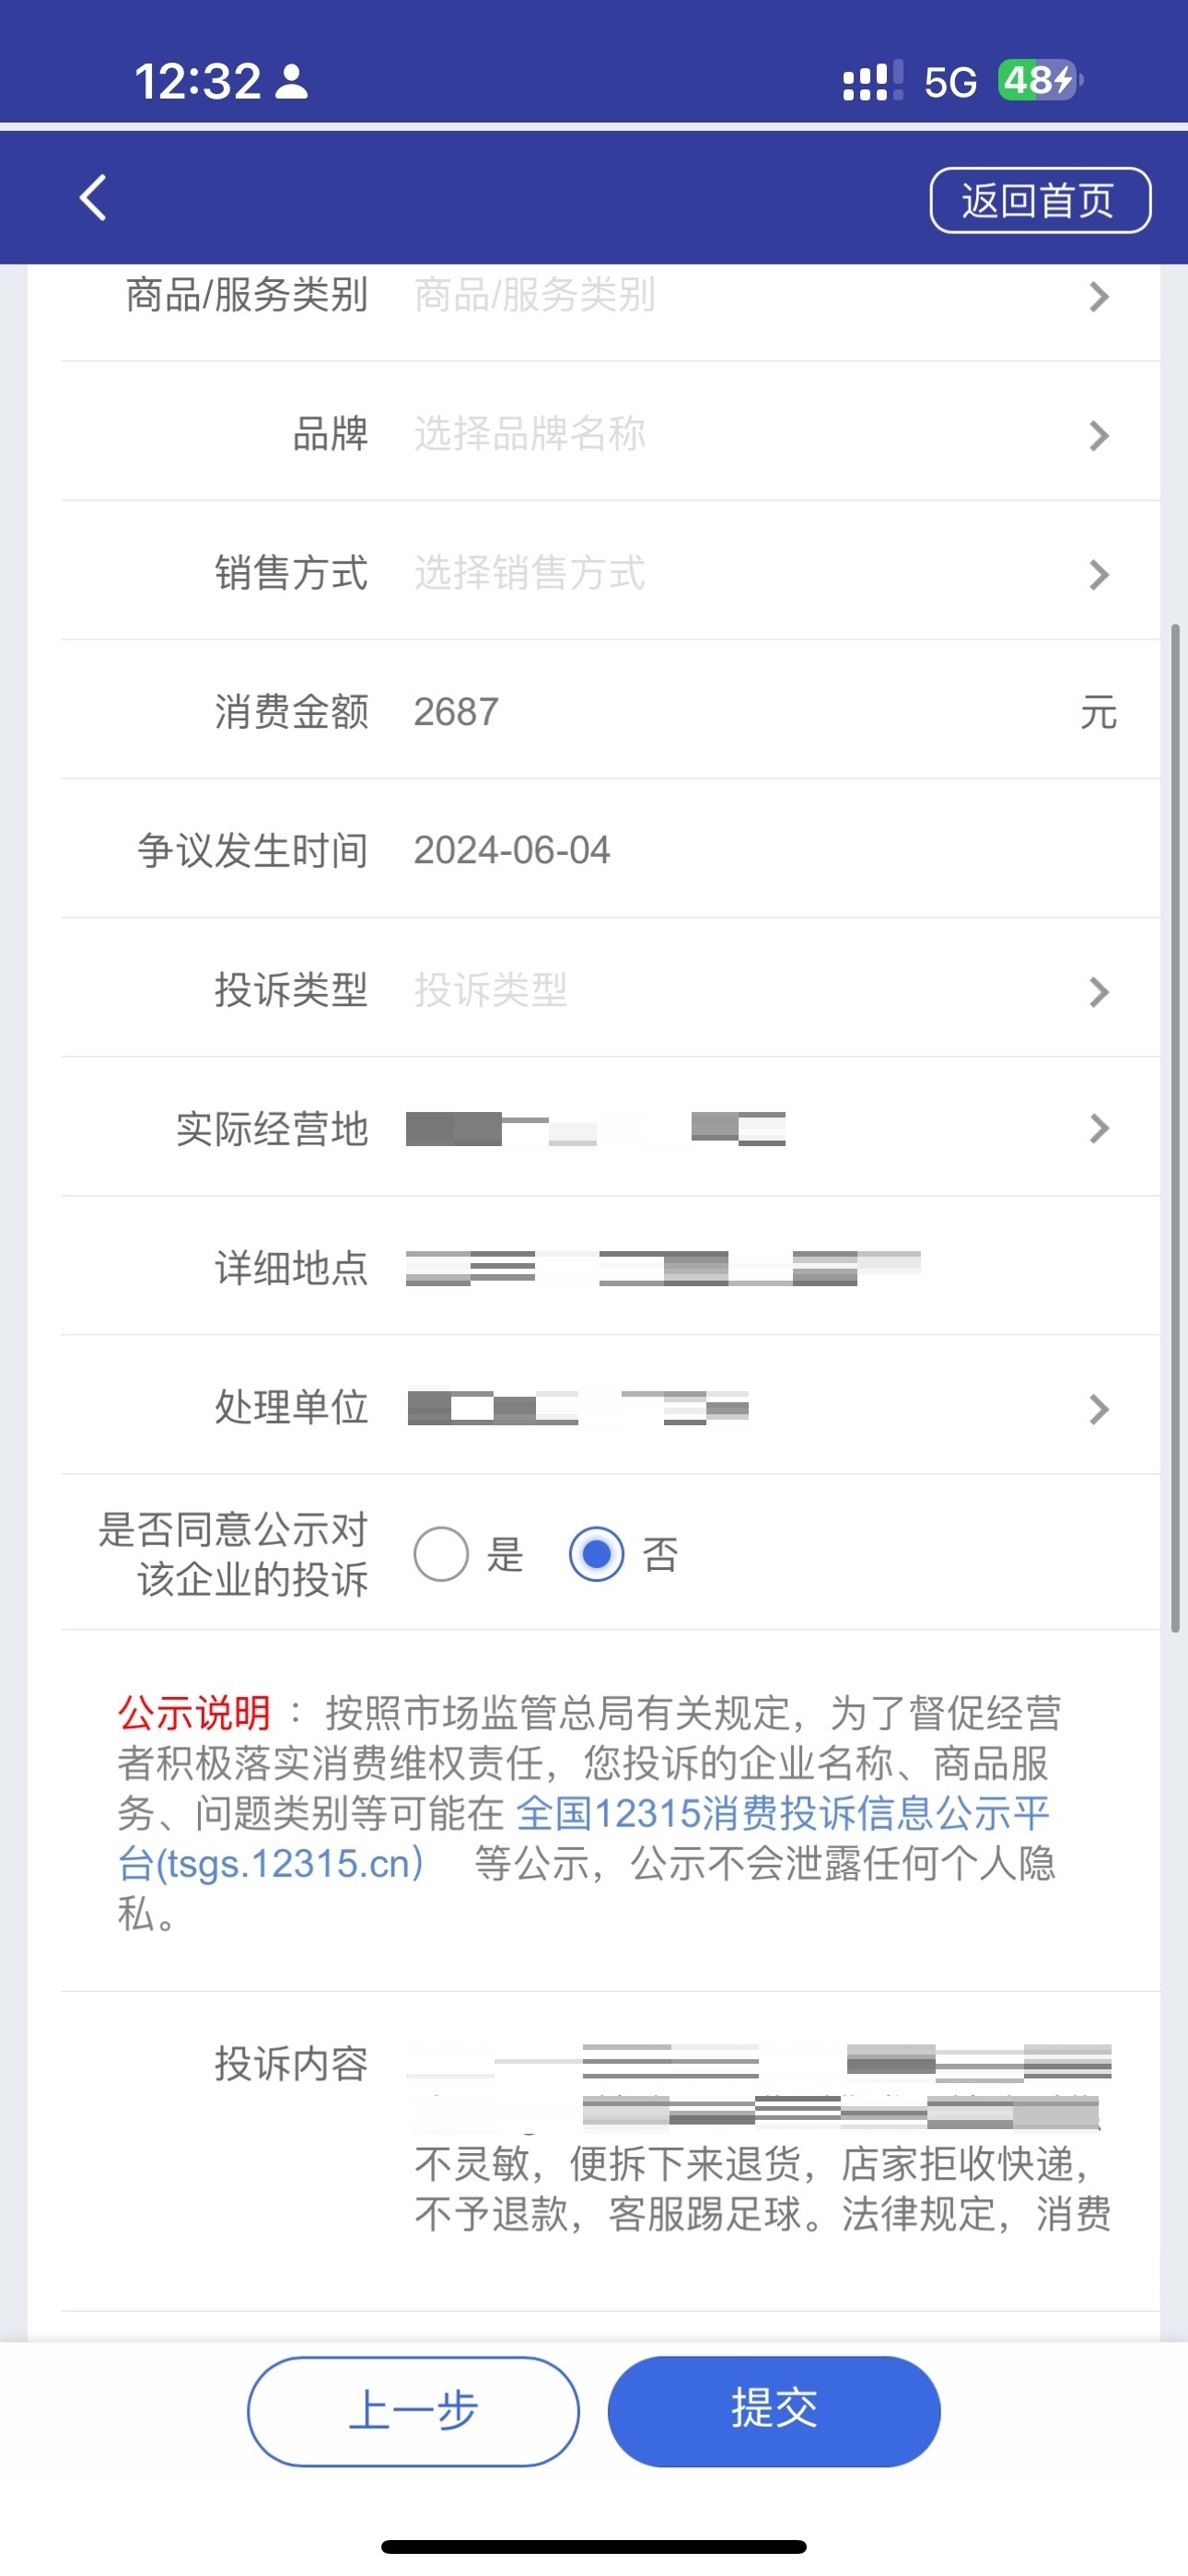 12:32
5G
48
返回首页
商品/服务类别 商品/服务类别
品牌 选择品牌名称
销售方式 选择销售方式
消费金额 2687 元
争议发生时间 2024-06-04
投诉类型 投诉类型
实际经营地
详细地点
处理单位
是否同意公示对
该企业的投诉
是 否
公示说明 ：按照市场监管总局有关规定，为了督促经营
者积极落实消费维权责任，您投诉的企业名称、商品服
务、问题类别等可能在 全国12315消费投诉信息公示平
台(tsgs.12315.cn） 等公示，公示不会泄露任何个人隐
私。
投诉内容
不灵敏，便拆下来退货，店家拒收快递，
不予退款，客服踢足球。法律规定，消费
上一步 提交